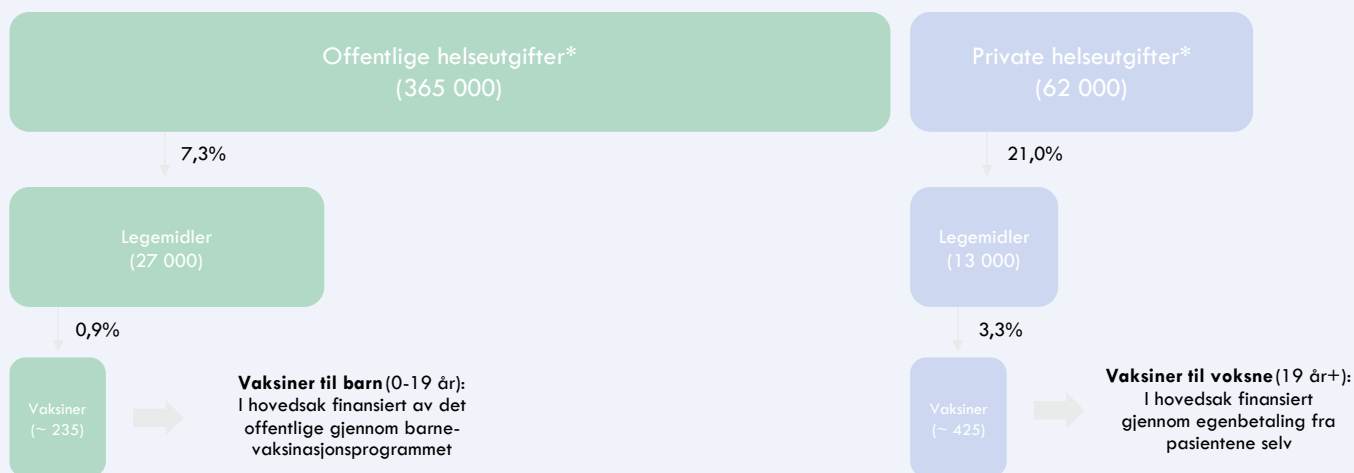 Offentlige helseutgifter*
(365 000)
Private helseutgifter*
(62 000)
7,3%
21,0%
Legemidler
(27 000)
Legemidler
(13 000)
0,9%
3,3%
Vaksiner
(~ 235)
Vaksiner til barn (0-19 år):
I hovedsak finansiert av det
offentlige gjennom barne-
vaksinasjonsprogrammet
Vaksiner
(~ 425)
Vaksiner til voksne (19 år+):
I hovedsak finansiert
gjennom egenbetaling fra
pasientene selv